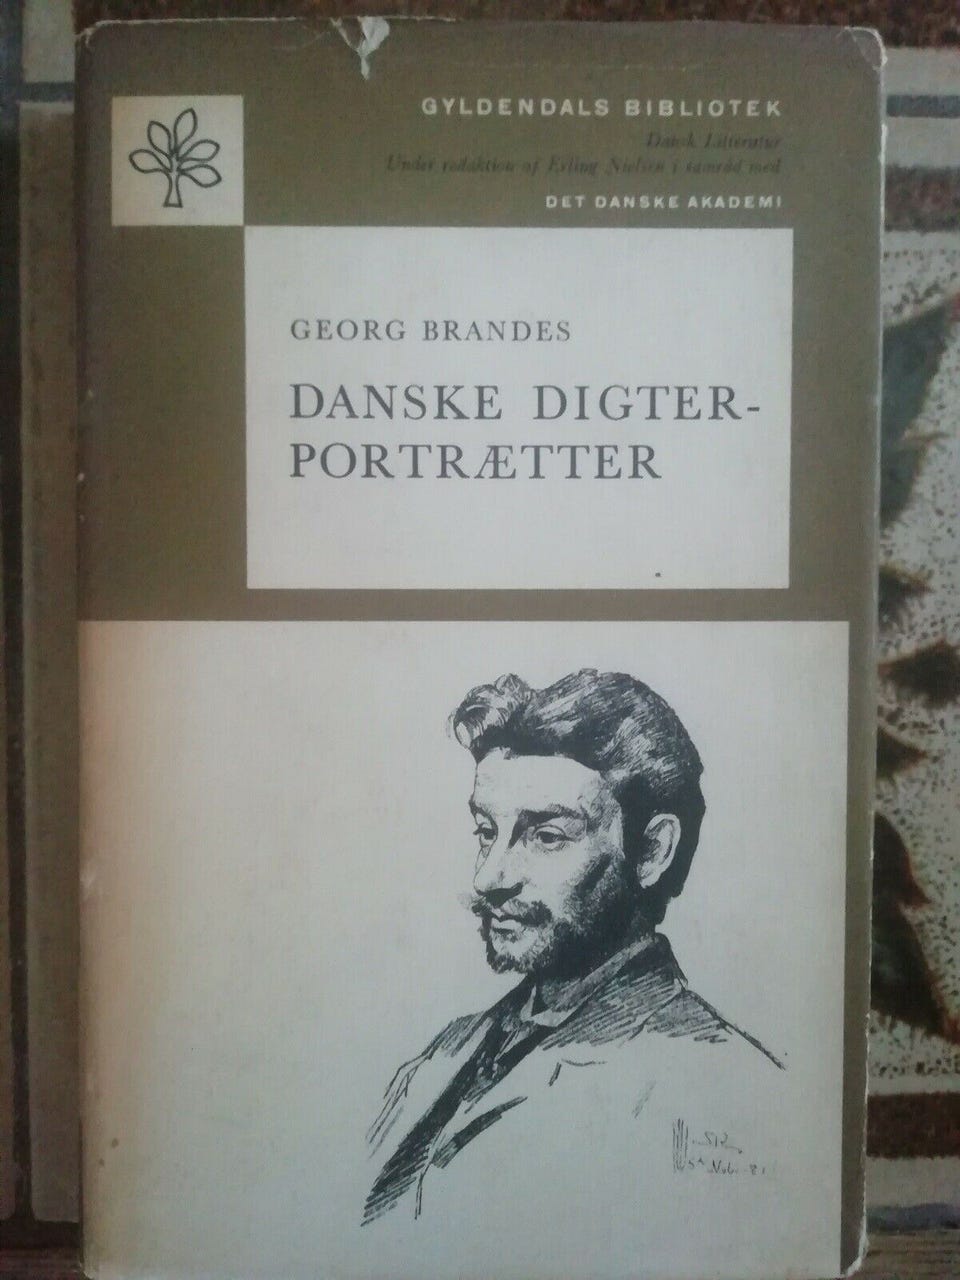 GYLDENDALS BIBLIOTEK
Dansk Litteratur
Under redaktion af Erling Nielsen i samråd med
DET DANSKE AKADEMI
GEORG BRANDES
DANSKE DIGTER-
PORTRÆTTER